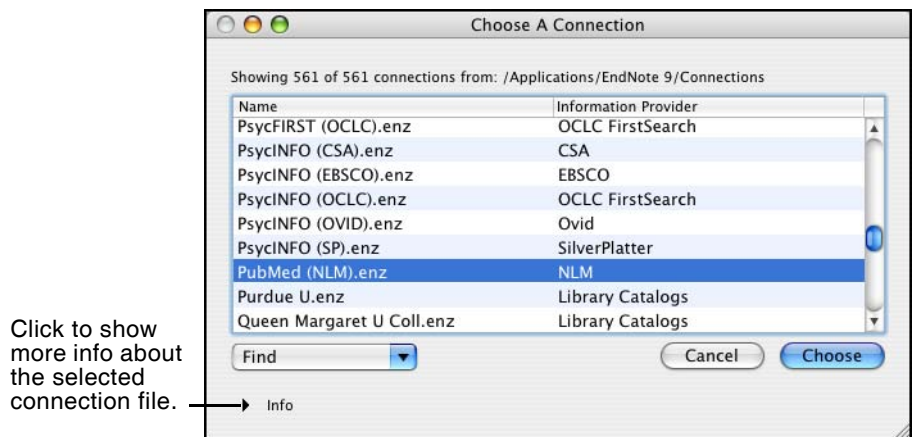 Choose A Connection
Showing 561 of 561 connections from: /Applications/EndNote 9/Connections
Name Information Provider
PsycFIRST (OCLC).enz OCLC FirstSearch
PsycINFO (CSA).enz CSA
PsycINFO (EBSCO).enz EBSCO
PsycINFO (OCLC).enz OCLC FirstSearch
PsycINFO (OVID).enz Ovid
PsycINFO (SP).enz SilverPlatter
PubMed (NLM).enz NLM
Purdue U.enz Library Catalogs
Queen Margaret U Coll.enz Library Catalogs
Find Cancel Choose
Click to show
more info about
the selected
connection file.
Info